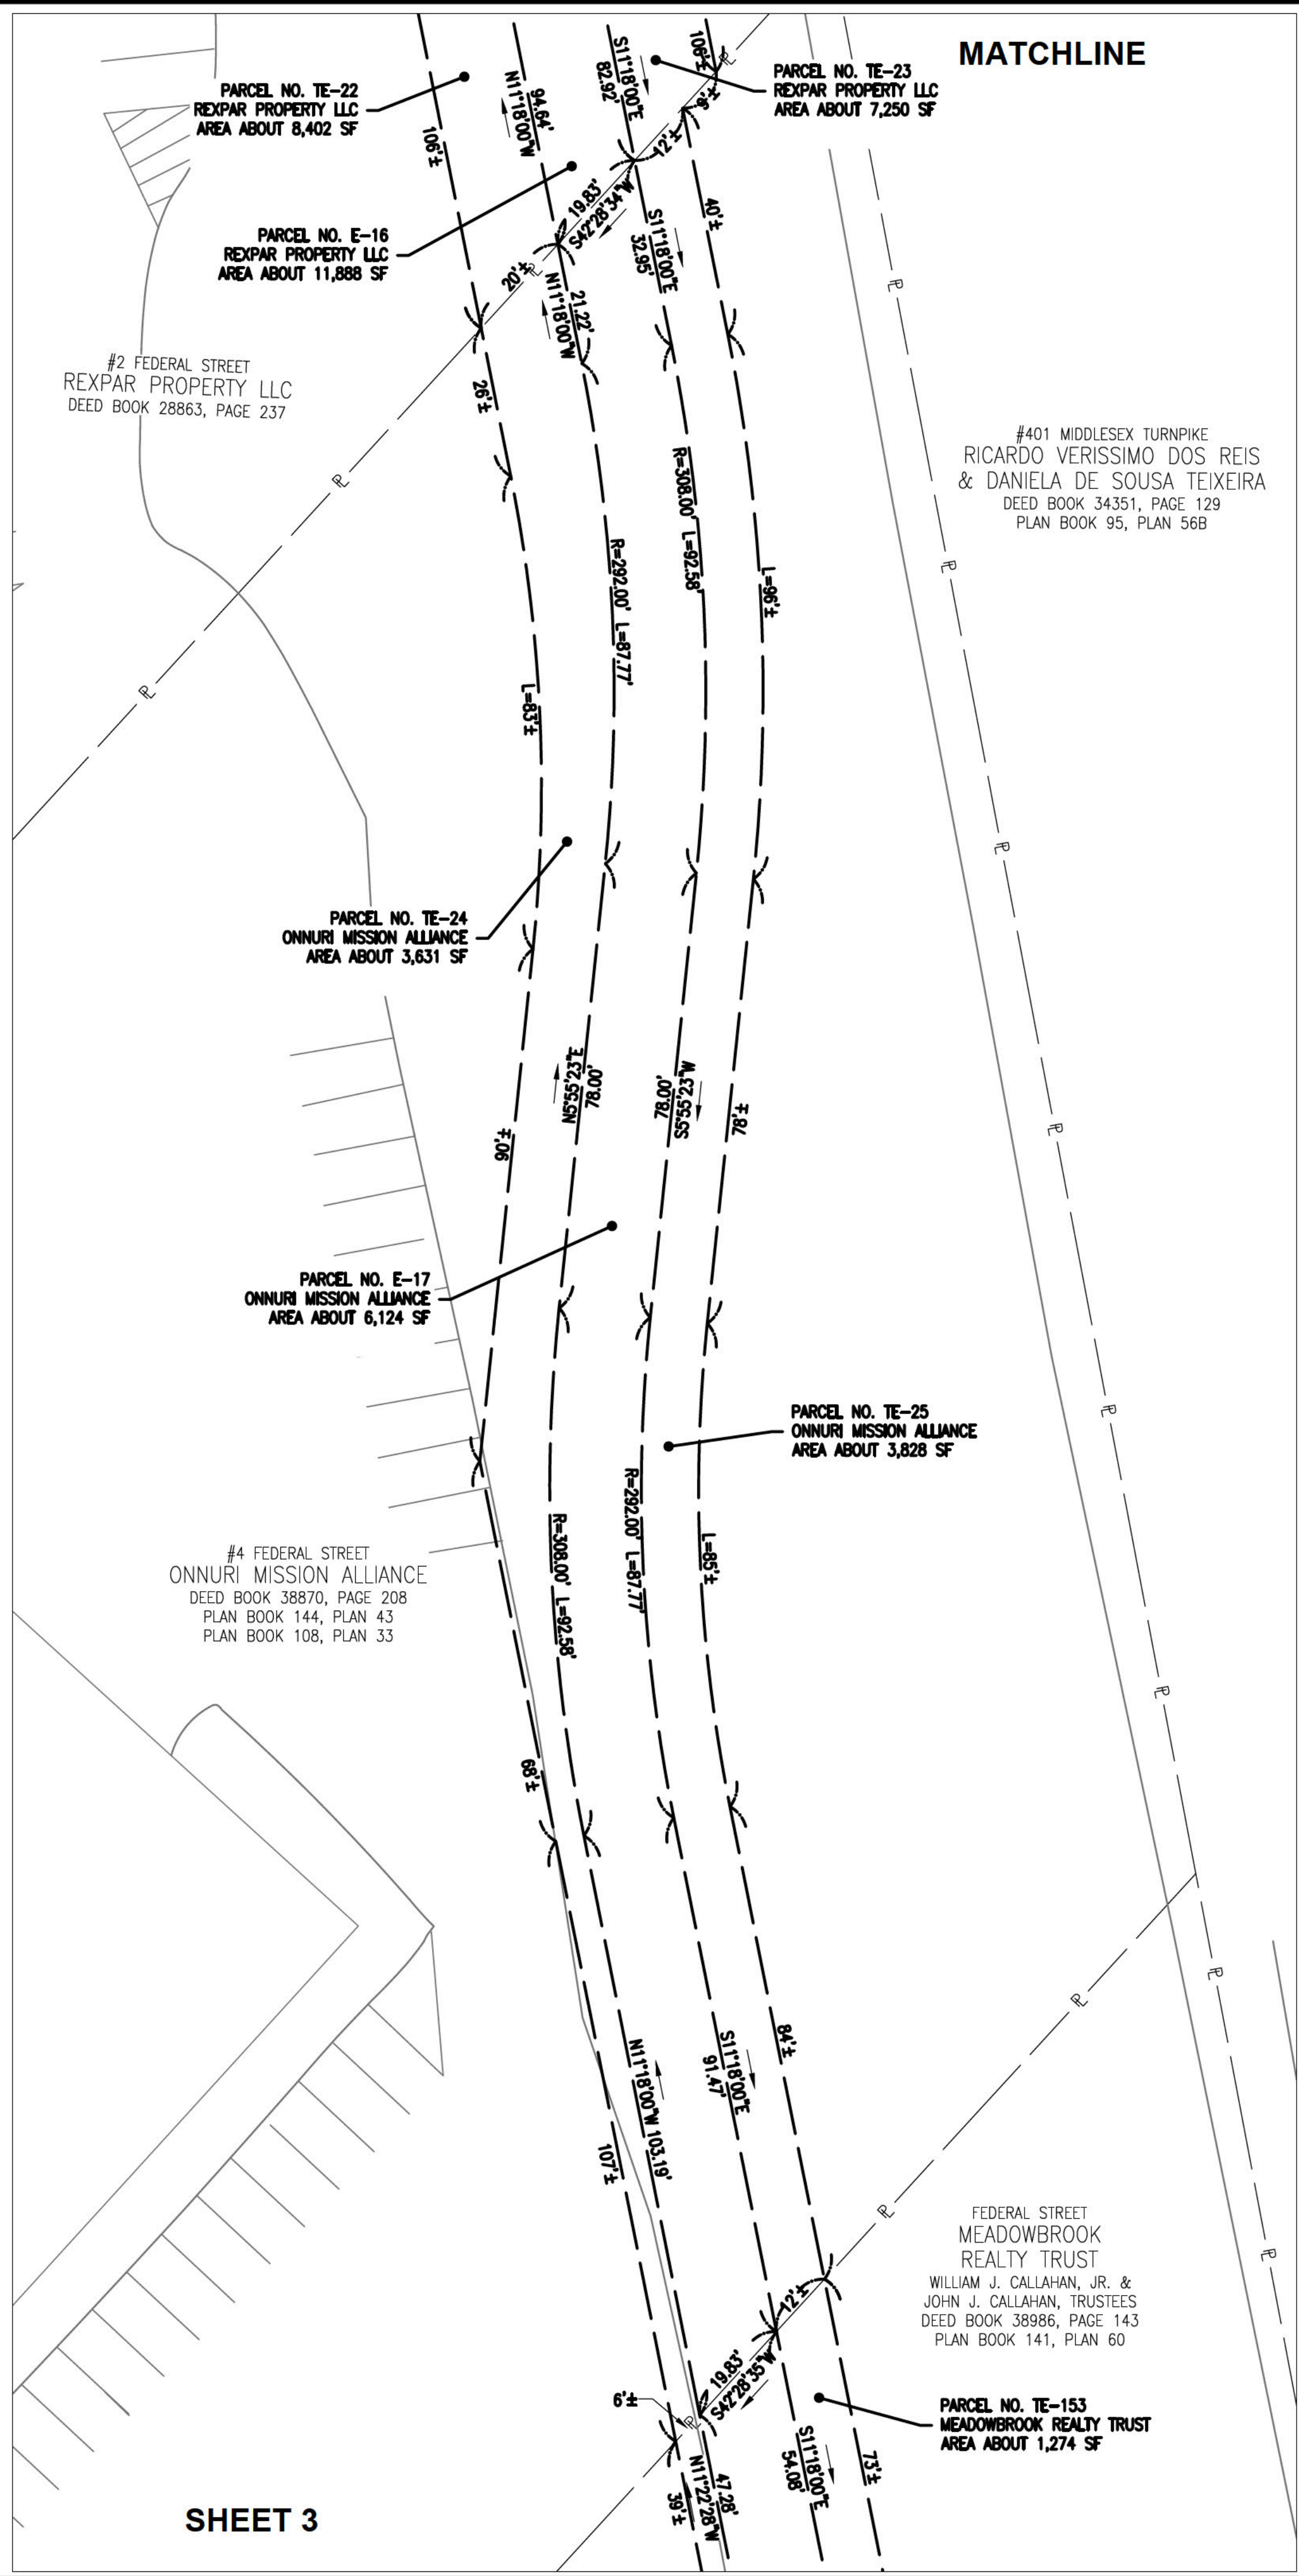 MATCHLINE
PARCEL NO. TE-22
REXPAR PROPERTY LLC
AREA ABOUT 8,402 SF
PARCEL NO. TE-23
REXPAR PROPERTY LLC
AREA ABOUT 7,250 SF
106'±
N11°18'00"W
94.64'
S11°18'00"E
82.92'
106'±
9'±
12'±
19.83'
S42°28'34"W
20'±
PARCEL NO. E-16
REXPAR PROPERTY LLC
AREA ABOUT 11,888 SF
S11°18'00"E
32.95'
40'±
N11°18'00"W
21.22'
26'±
#2 FEDERAL STREET
REXPAR PROPERTY LLC
DEED BOOK 28863, PAGE 237
#401 MIDDLESEX TURNPIKE
RICARDO VERISSIMO DOS REIS
& DANIELA DE SOUSA TEIXEIRA
DEED BOOK 34351, PAGE 129
PLAN BOOK 95, PLAN 56B
R=308.00' L=92.58'
R=292.00' L=87.77'
L=96'±
L=83'±
PARCEL NO. TE-24
ONNURI MISSION ALLIANCE
AREA ABOUT 3,631 SF
N5°55'23"E
78.00'
78.00'
S5°55'23"W
78'±
90'±
PARCEL NO. E-17
ONNURI MISSION ALLIANCE
AREA ABOUT 6,124 SF
PARCEL NO. TE-25
ONNURI MISSION ALLIANCE
AREA ABOUT 3,828 SF
R=308.00' L=92.58'
R=292.00' L=87.77'
L=85'±
#4 FEDERAL STREET
ONNURI MISSION ALLIANCE
DEED BOOK 38870, PAGE 208
PLAN BOOK 144, PLAN 43
PLAN BOOK 108, PLAN 33
68'±
84'±
S11°18'00"E
91.47'
N11°18'00"W 103.19'
107'±
FEDERAL STREET
MEADOWBROOK
REALTY TRUST
WILLIAM J. CALLAHAN, JR. &
JOHN J. CALLAHAN, TRUSTEES
DEED BOOK 38986, PAGE 143
PLAN BOOK 141, PLAN 60
12'±
19.83'
S42°28'35"W
6'±
PARCEL NO. TE-153
MEADOWBROOK REALTY TRUST
AREA ABOUT 1,274 SF
S11°18'00"E
54.08'
73'±
47.28'
N11°22'28"W
39'±
SHEET 3